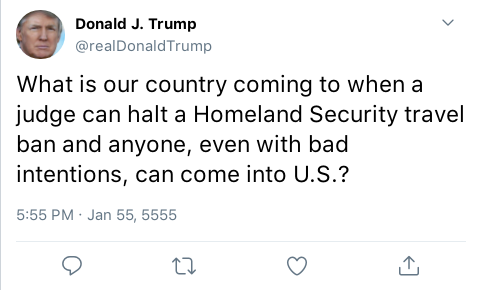 Donald J. Trump
@realDonaldTrump
What is our country coming to when a
judge can halt a Homeland Security travel
ban and anyone, even with bad
intentions, can come into U.S.?
5:55 PM · Jan 55, 5555